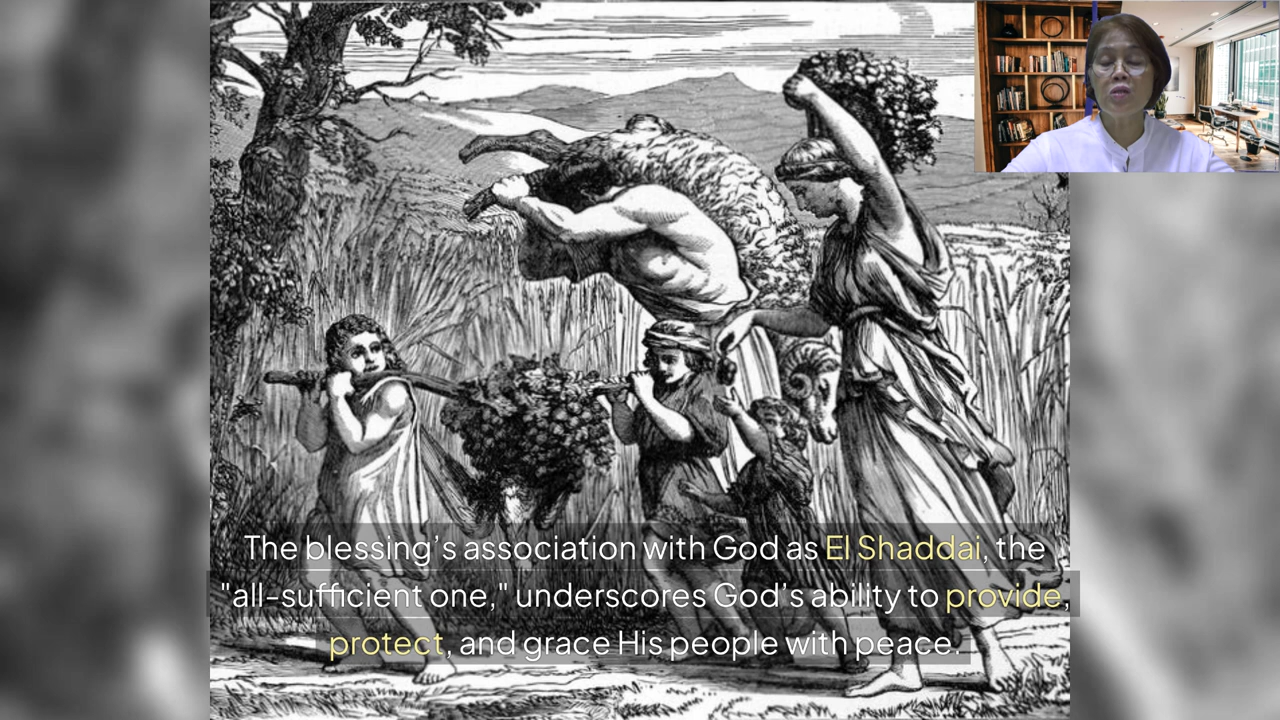 The blessing’s association with God as El Shaddai, the
"all-sufficient one," underscores God’s ability to provide,
protect, and grace His people with peace.